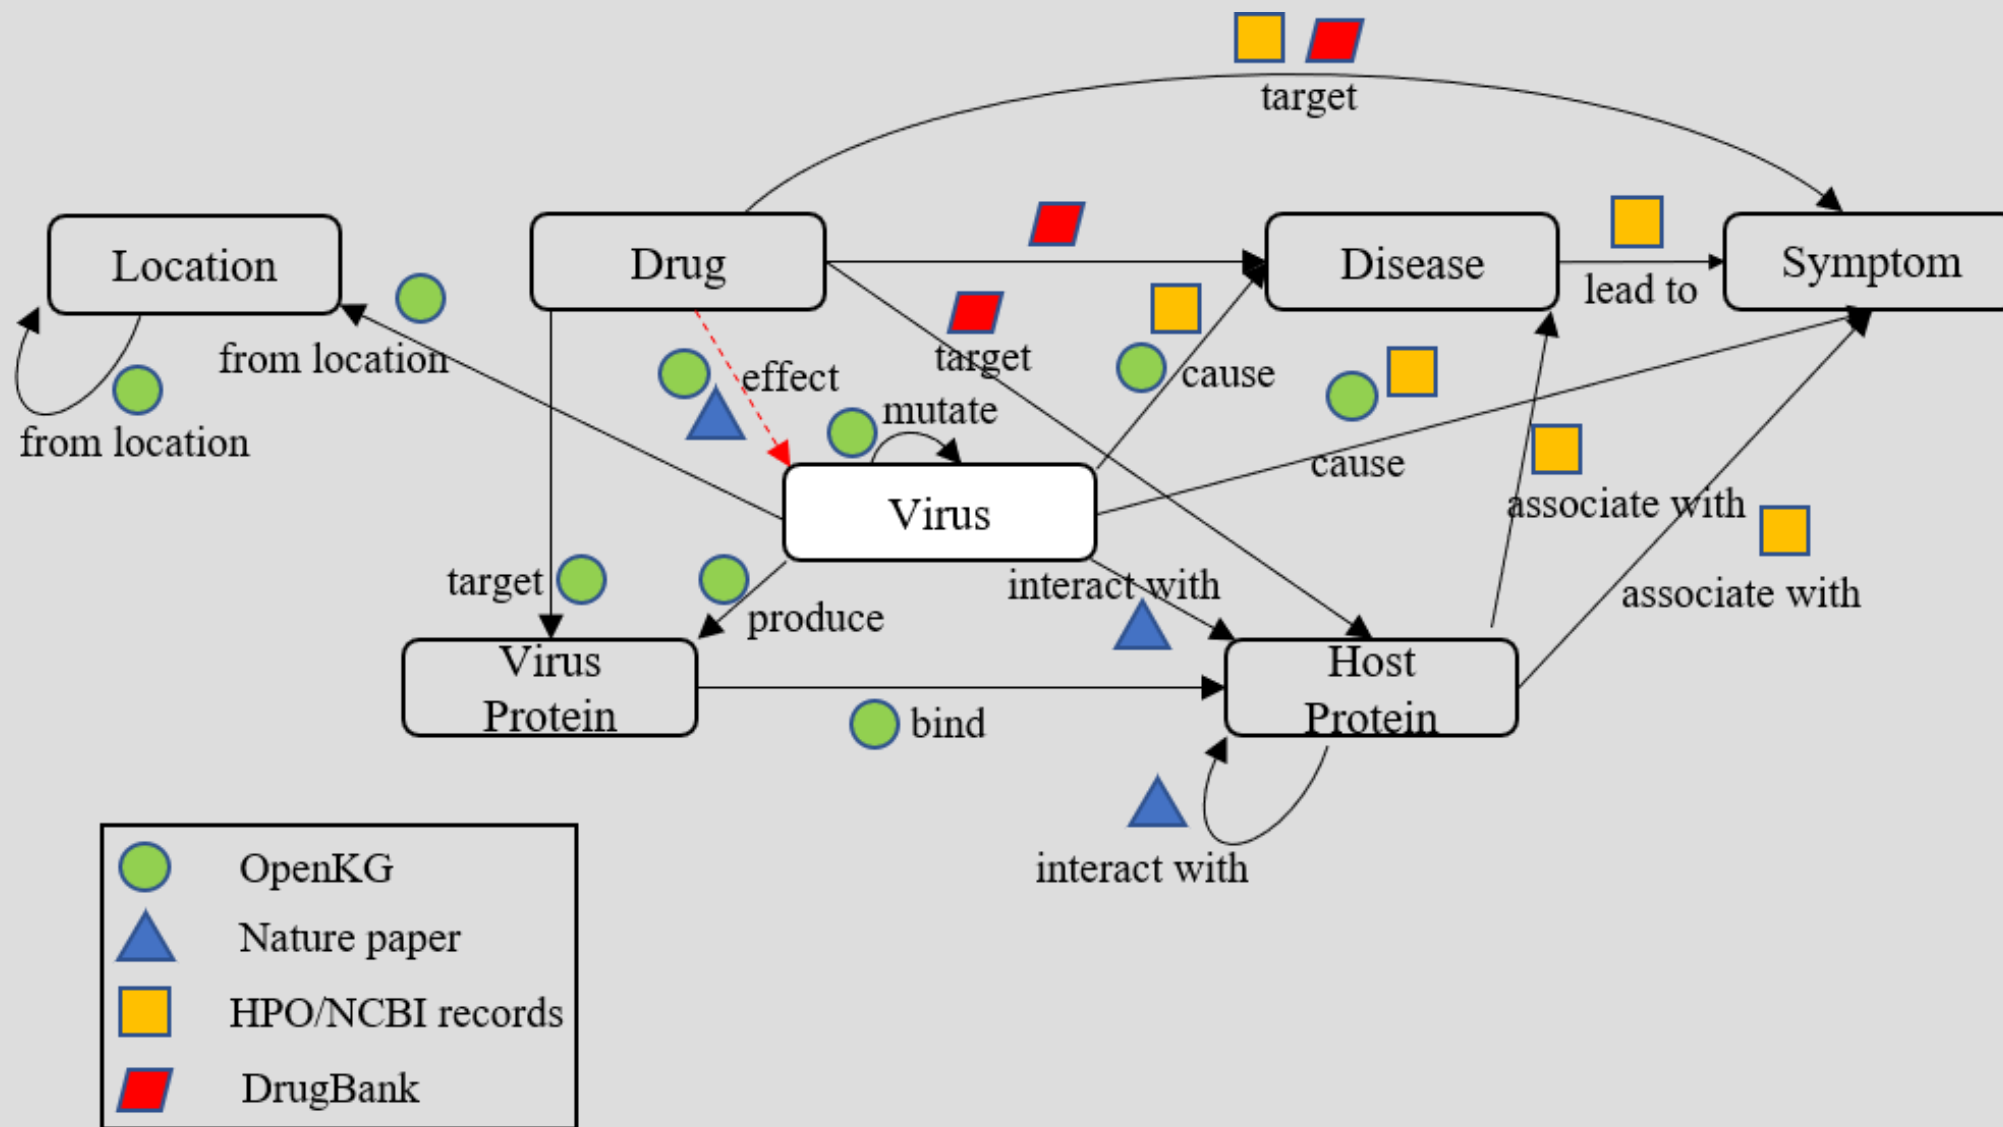 target
Location
Drug
Disease
Symptom
lead to
from location
effect
target
cause
mutate
from location
cause
associate with
Virus
target
produce
interact with
associate with
Virus
Protein
Host
Protein
bind
interact with
OpenKG
Nature paper
HPO/NCBI records
DrugBank